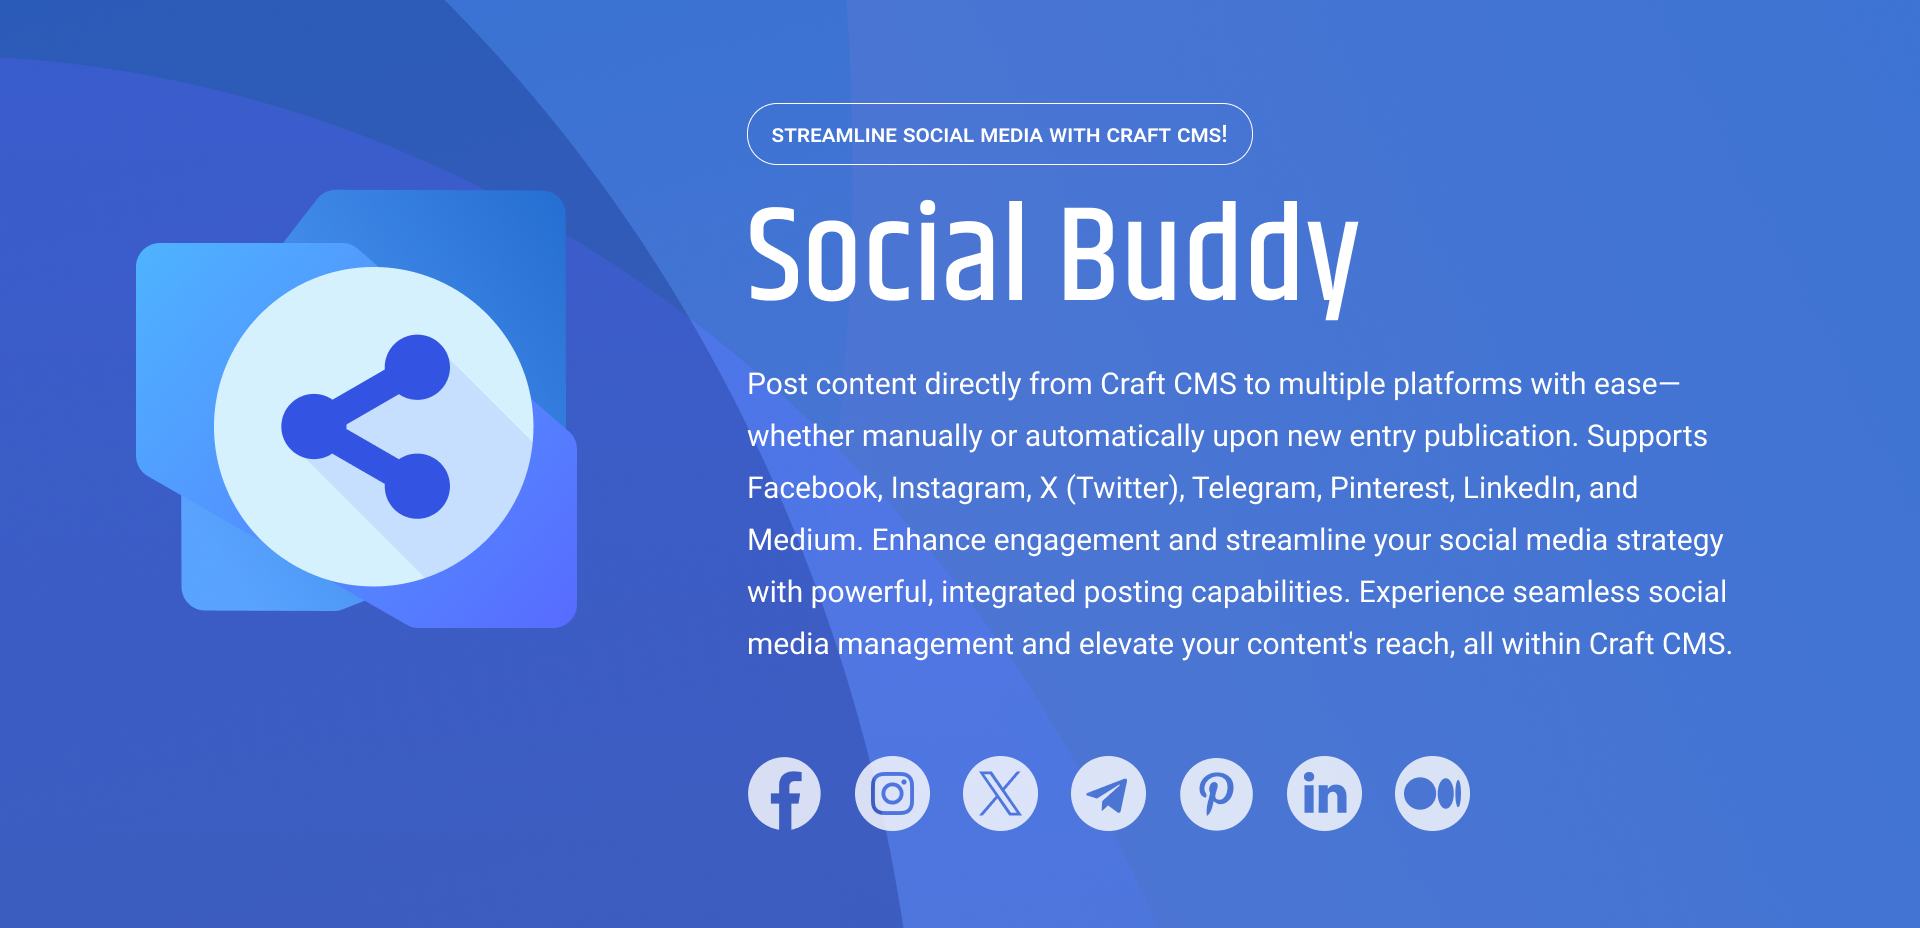 STREAMLINE SOCIAL MEDIA WITH CRAFT CMS!
Social Buddy
Post content directly from Craft CMS to multiple platforms with ease—
whether manually or automatically upon new entry publication. Supports
Facebook, Instagram, X (Twitter), Telegram, Pinterest, LinkedIn, and
Medium. Enhance engagement and streamline your social media strategy
with powerful, integrated posting capabilities. Experience seamless social
media management and elevate your content's reach, all within Craft CMS.